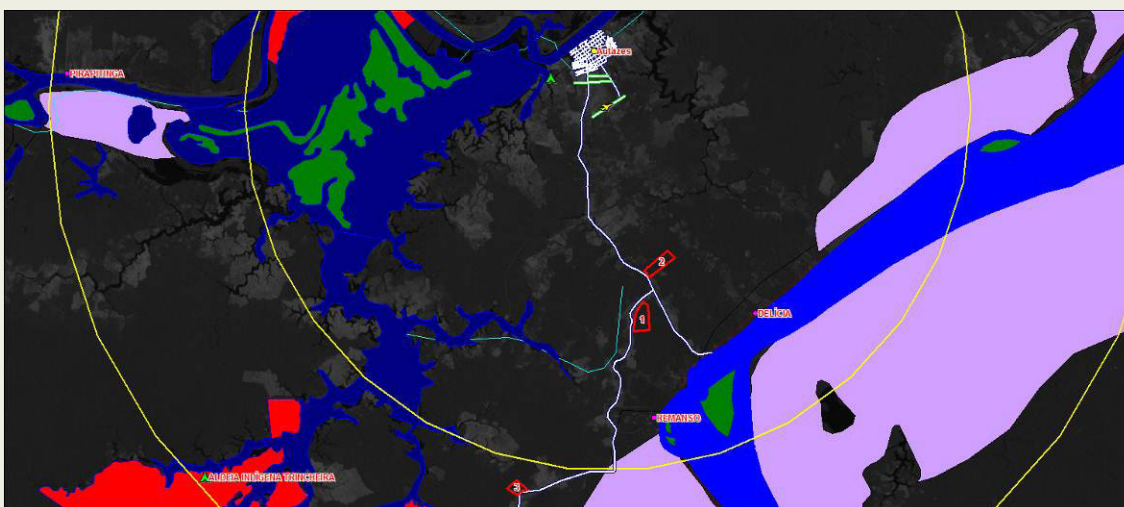 Autazes
PIRAPITINGA
2
1
DELÍCIA
REMANSO
ALDEIA INDÍGENA TRINCHEIRA
3